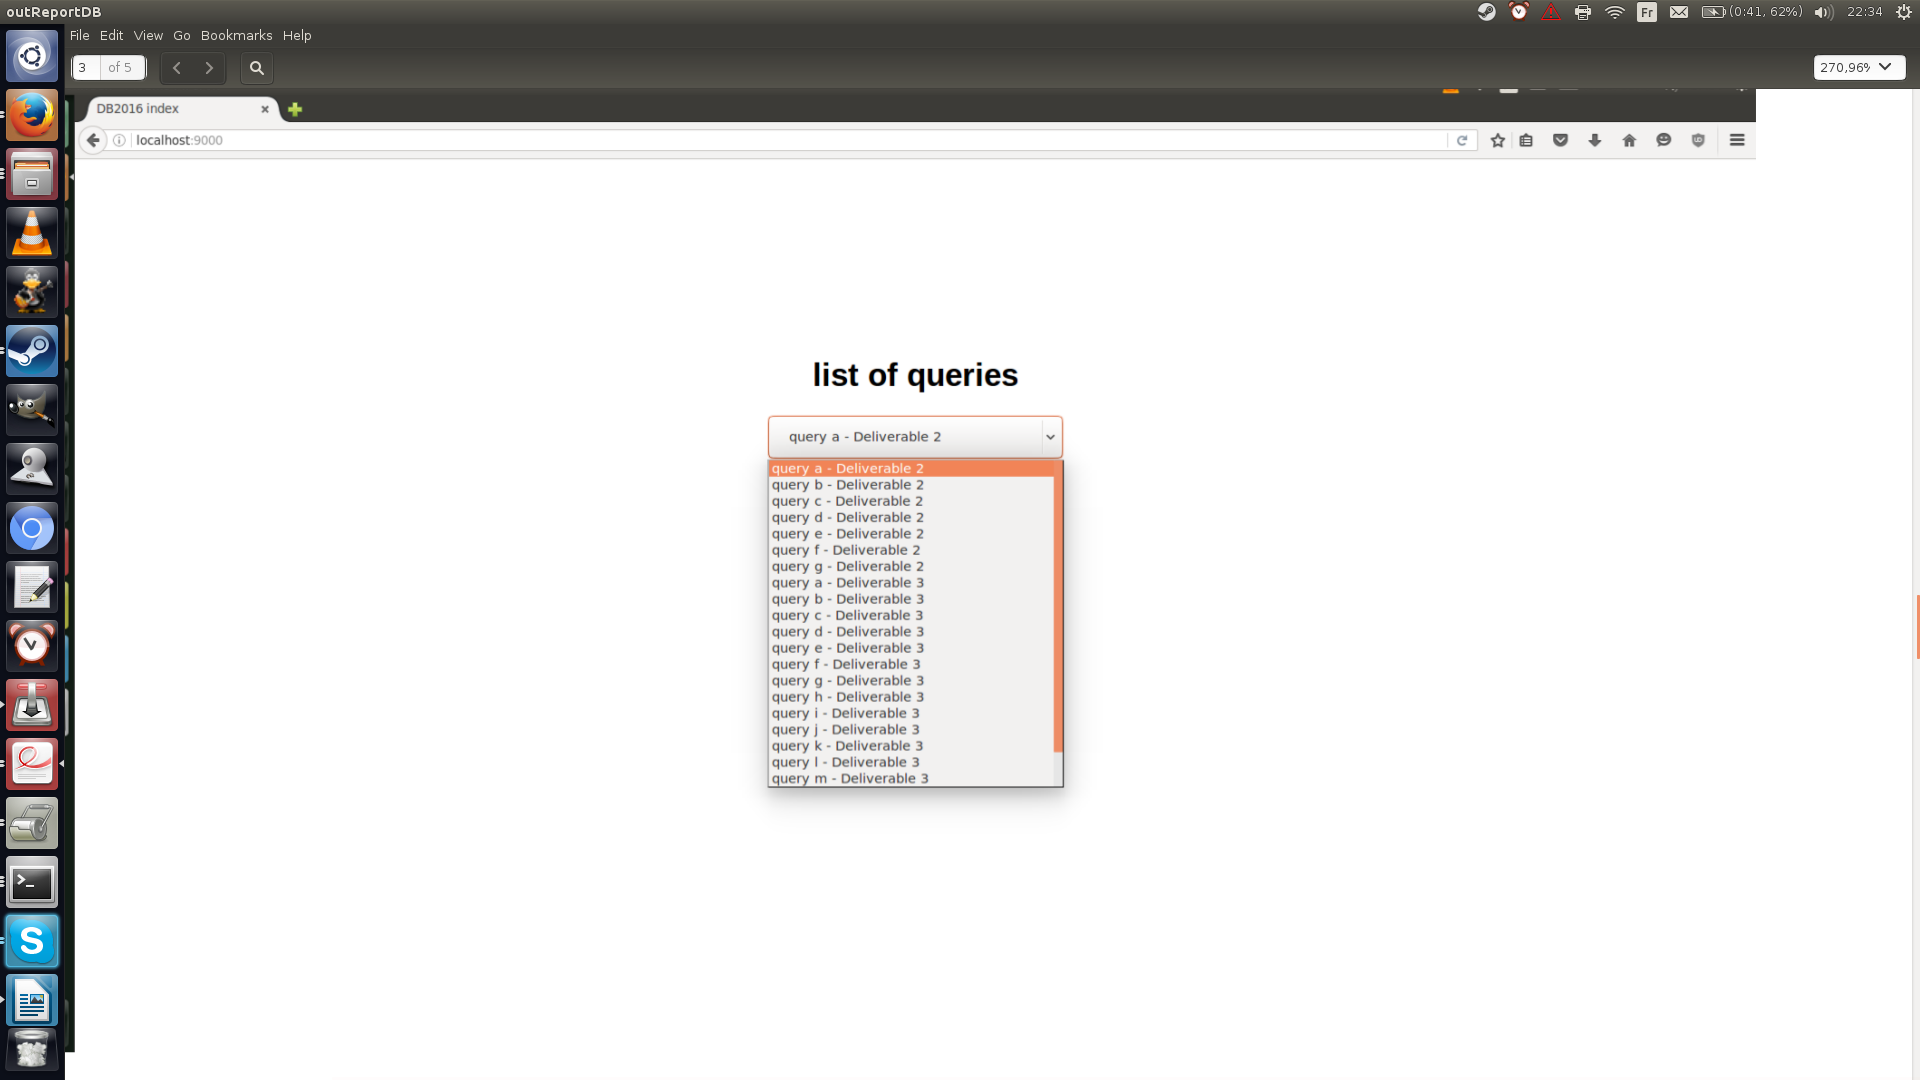 outReportDB
Fr
(0:41, 62%)
22:34
File Edit View Go Bookmarks Help
3 of 5
270,96%
DB2016 index
localhost:9000
list of queries
query a - Deliverable 2
query a - Deliverable 2
query b - Deliverable 2
query c - Deliverable 2
query d - Deliverable 2
query e - Deliverable 2
query f - Deliverable 2
query g - Deliverable 2
query a - Deliverable 3
query b - Deliverable 3
query c - Deliverable 3
query d - Deliverable 3
query e - Deliverable 3
query f - Deliverable 3
query g - Deliverable 3
query h - Deliverable 3
query i - Deliverable 3
query j - Deliverable 3
query k - Deliverable 3
query l - Deliverable 3
query m - Deliverable 3